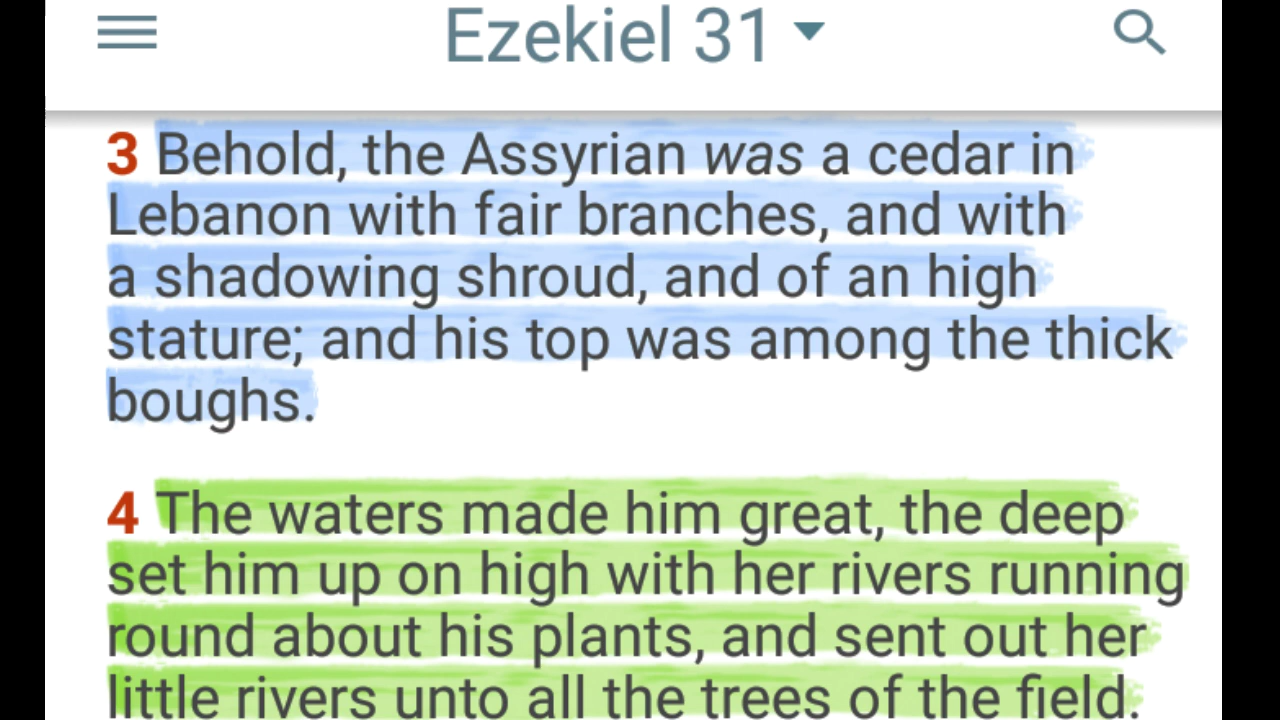 Ezekiel 31
3 Behold, the Assyrian was a cedar in
Lebanon with fair branches, and with
a shadowing shroud, and of an high
stature; and his top was among the thick
boughs.
4 The waters made him great, the deep
set him up on high with her rivers running
round about his plants, and sent out her
little rivers unto all the trees of the field.